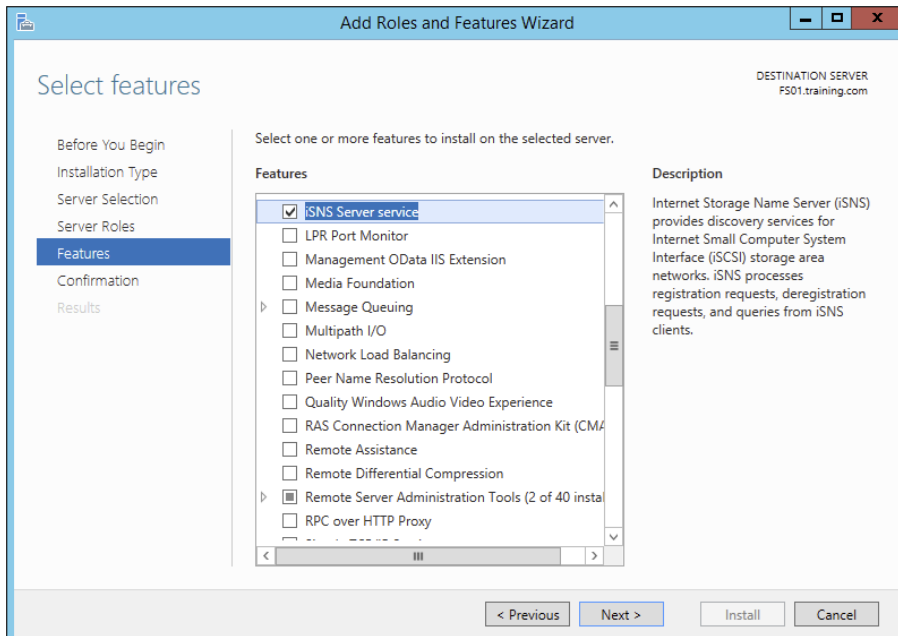 Add Roles and Features Wizard
Select features
DESTINATION SERVER
FS01.training.com
Before You Begin
Installation Type
Server Selection
Server Roles
Features
Confirmation
Results
Select one or more features to install on the selected server.
Features
iSNS Server service
LPR Port Monitor
Management OData IIS Extension
Media Foundation
Message Queuing
Multipath I/O
Network Load Balancing
Peer Name Resolution Protocol
Quality Windows Audio Video Experience
RAS Connection Manager Administration Kit (CMA
Remote Assistance
Remote Differential Compression
Remote Server Administration Tools (2 of 40 instal
RPC over HTTP Proxy
Description
Internet Storage Name Server (iSNS)
provides discovery services for
Internet Small Computer System
Interface (iSCSI) storage area
networks. iSNS processes
registration requests, deregistration
requests, and queries from iSNS
clients.
< Previous
Next >
Install
Cancel